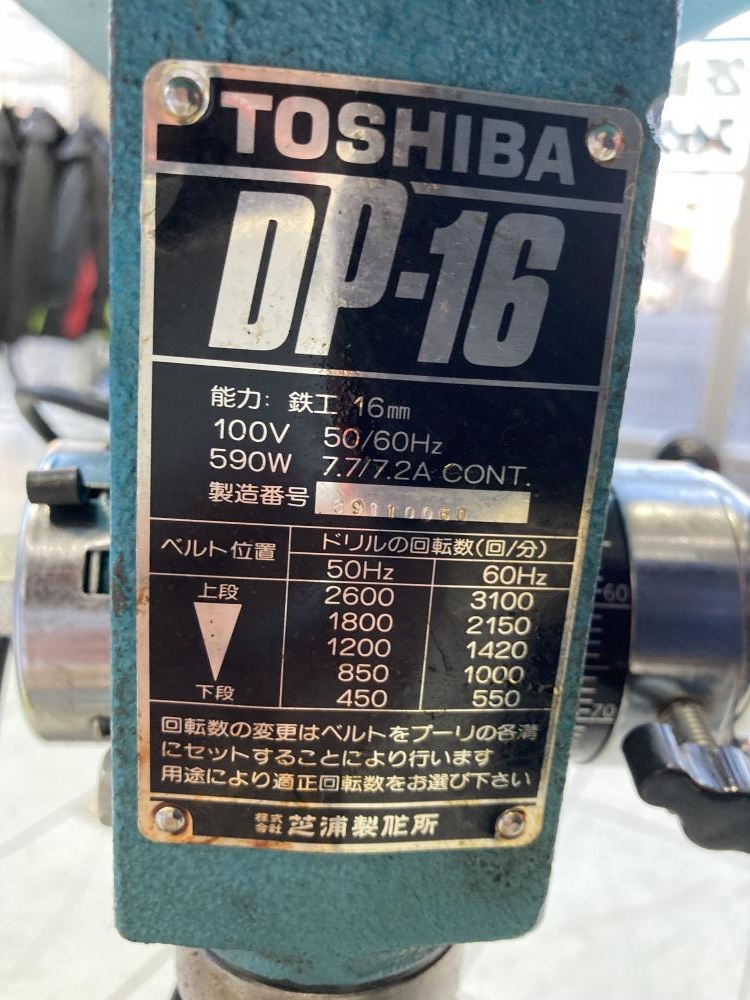 TOSHIBA
DP-16
能力: 鉄工 16mm
100V 50/60Hz
590W 7.7/7.2A CONT.
製造番号
ベルト位置 ドリルの回転数(回/分)
50Hz 60Hz
上段 2600 3100
1800 2150
1200 1420
850 1000
下段 450 550
回転数の変更はベルトをプーリの各溝
にセットすることにより行います
用途により適正回転数をお選び下さい
株式会社 芝浦製作所
60
70